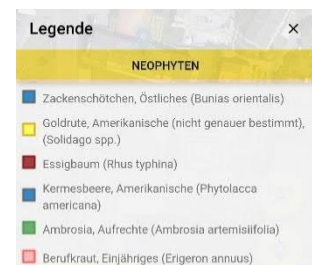 Legende ×
NEOPHYTEN
Zackenschötchen, Östliches (Bunias orientalis)
Goldrute, Amerikanische (nicht genauer bestimmt),
(Solidago spp.)
Essigbaum (Rhus typhina)
Kermesbeere, Amerikanische (Phytolacca
americana)
Ambrosia, Aufrechte (Ambrosia artemisiifolia)
Berufkraut, Einjähriges (Erigeron annuus)